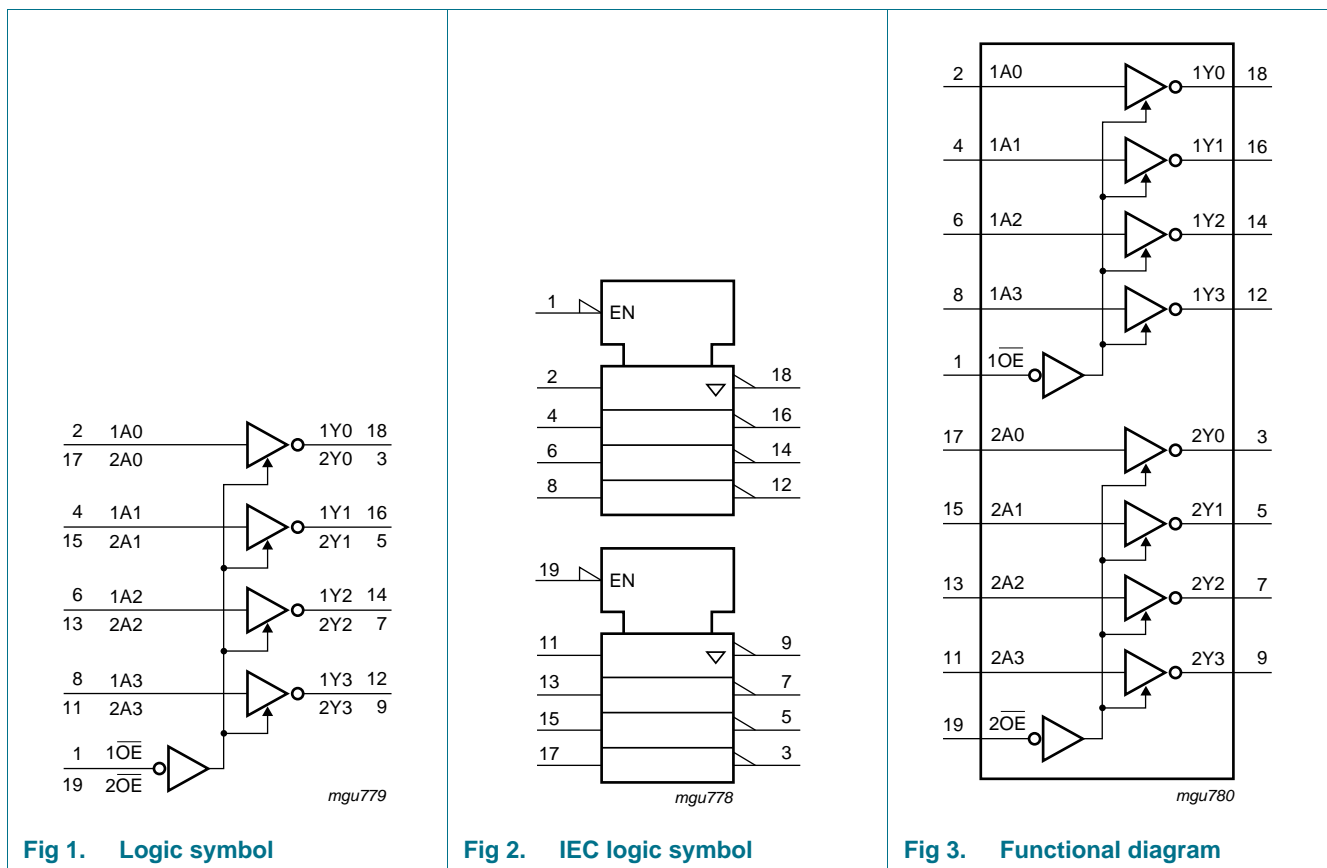 2 1A0 1Y0 18
17 2A0 2Y0 3
4 1A1 1Y1 16
15 2A1 2Y1 5
6 1A2 1Y2 14
13 2A2 2Y2 7
8 1A3 1Y3 12
11 2A3 2Y3 9
1 1O̅E̅
19 2O̅E̅
mgu779
Fig 1. Logic symbol
1 EN
2 18
4 16
6 14
8 12
19 EN
11 9
13 7
15 5
17 3
mgu778
Fig 2. IEC logic symbol
2 1A0 1Y0 18
4 1A1 1Y1 16
6 1A2 1Y2 14
8 1A3 1Y3 12
1 1O̅E̅
17 2A0 2Y0 3
15 2A1 2Y1 5
13 2A2 2Y2 7
11 2A3 2Y3 9
19 2O̅E̅
mgu780
Fig 3. Functional diagram